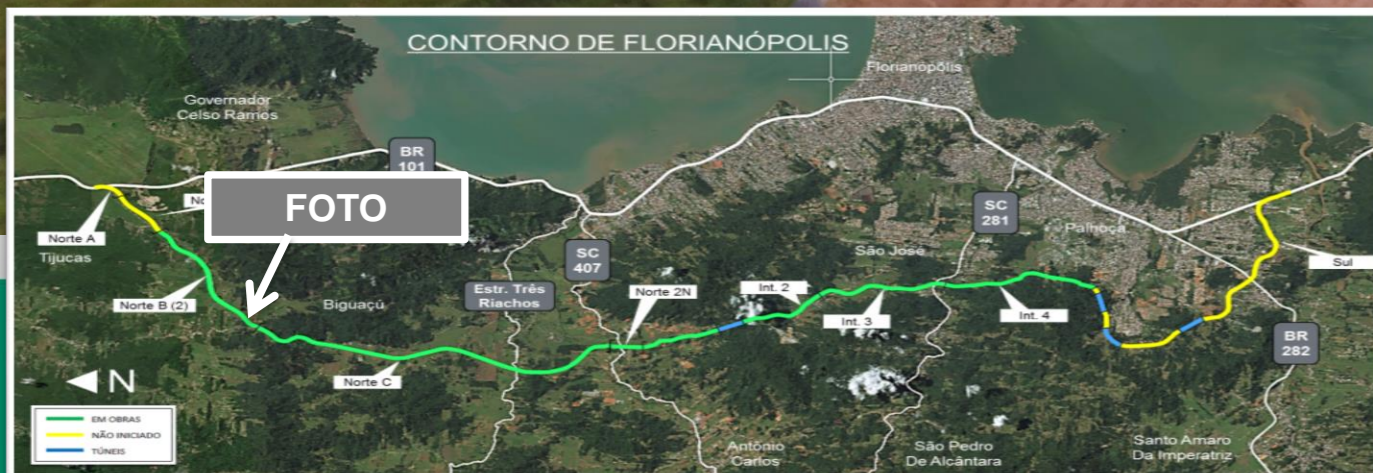 CONTORNO DE FLORIANÓPOLIS
Florianópolis
Governador
Celso Ramos
BR
101
FOTO
Norte A
Tijucas
Norte B (2)
Biguaçú
Estr. Três
Riachos
SC
407
Norte 2N
Int. 2
São José
Int. 3
SC
281
Palhoça
Int. 4
Sul
BR
282
N
Norte C
EM OBRAS
NÃO INICIADO
TÚNEIS
Antônio
Carlos
São Pedro
De Alcântara
Santo Amaro
Da Imperatriz